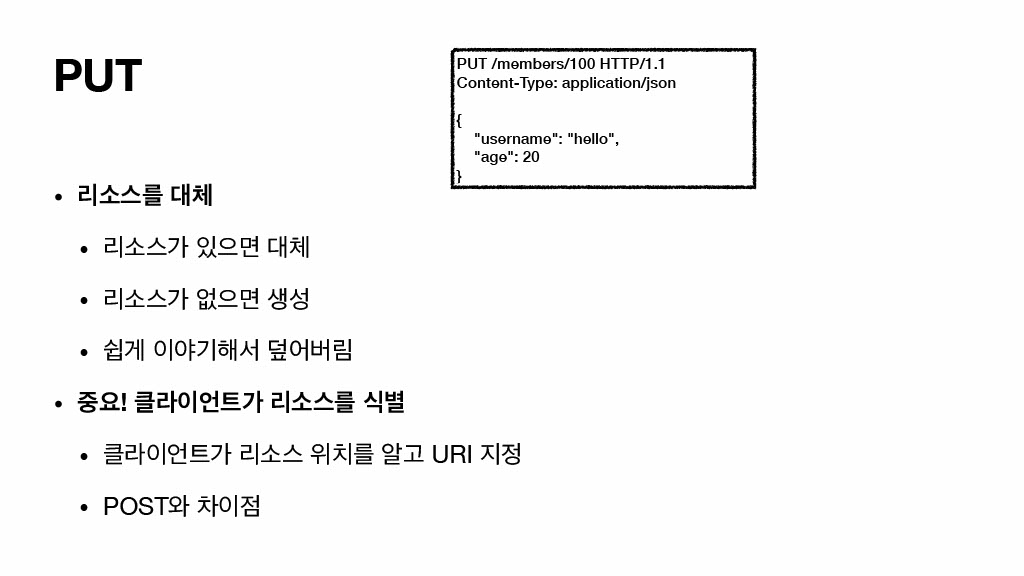 PUT
PUT /members/100 HTTP/1.1
Content-Type: application/json
{
"username": "hello",
"age": 20
}
• 리소스를 대체
• 리소스가 있으면 대체
• 리소스가 없으면 생성
• 쉽게 이야기해서 덮어버림
• 중요! 클라이언트가 리소스를 식별
• 클라이언트가 리소스 위치를 알고 URI 지정
• POST와 차이점